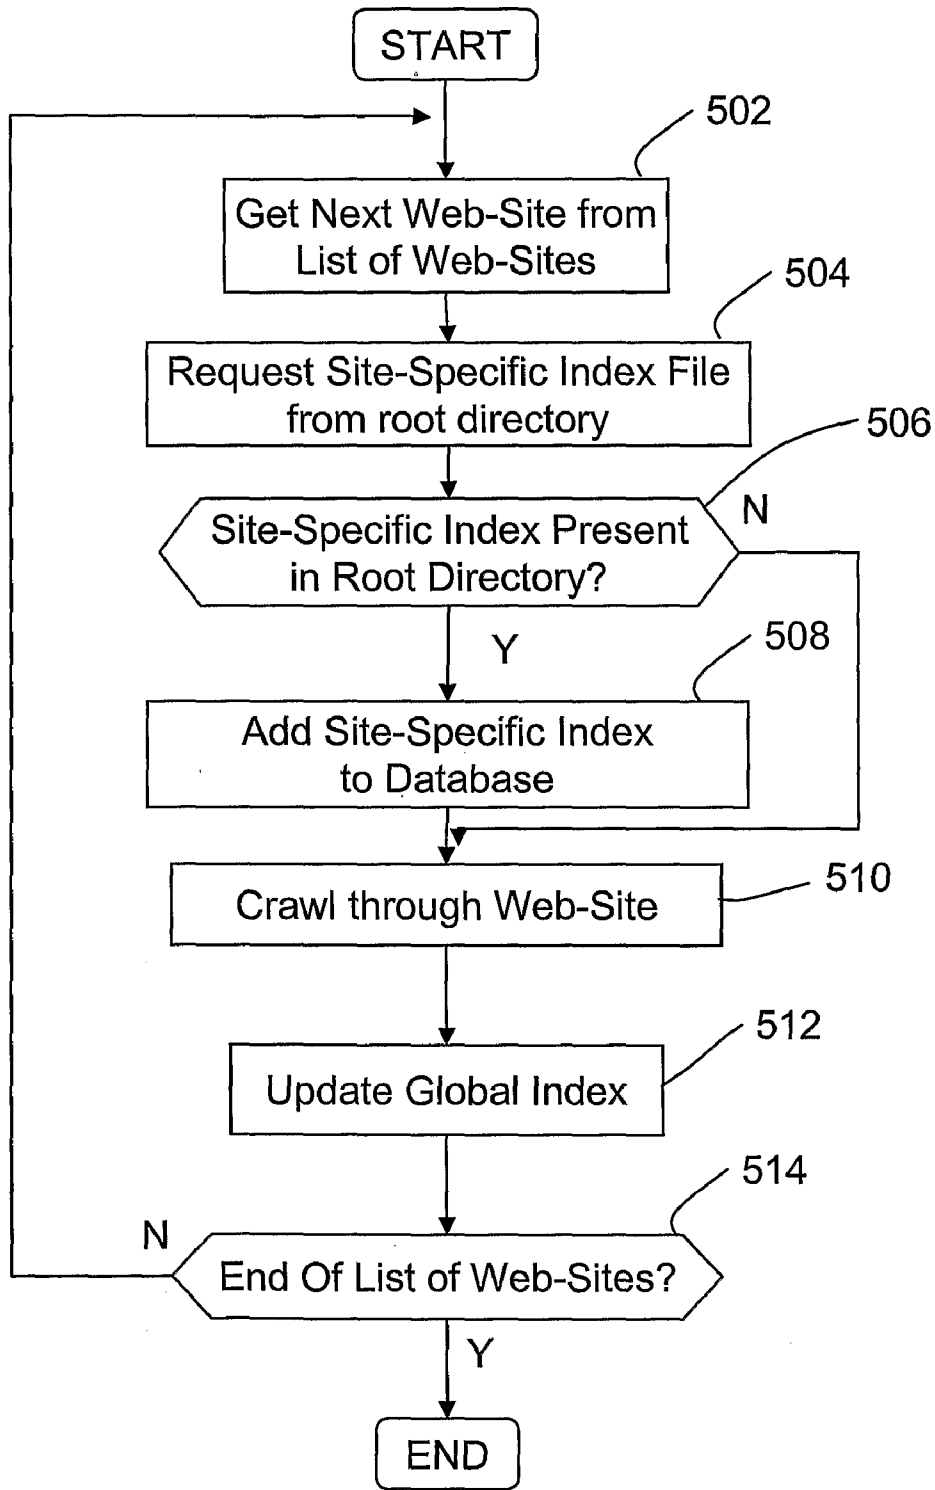 START
502
Get Next Web-Site from
List of Web-Sites
504
Request Site-Specific Index File
from root directory
506
N
Site-Specific Index Present
in Root Directory?
Y
508
Add Site-Specific Index
to Database
510
Crawl through Web-Site
512
Update Global Index
514
N
End Of List of Web-Sites?
Y
END